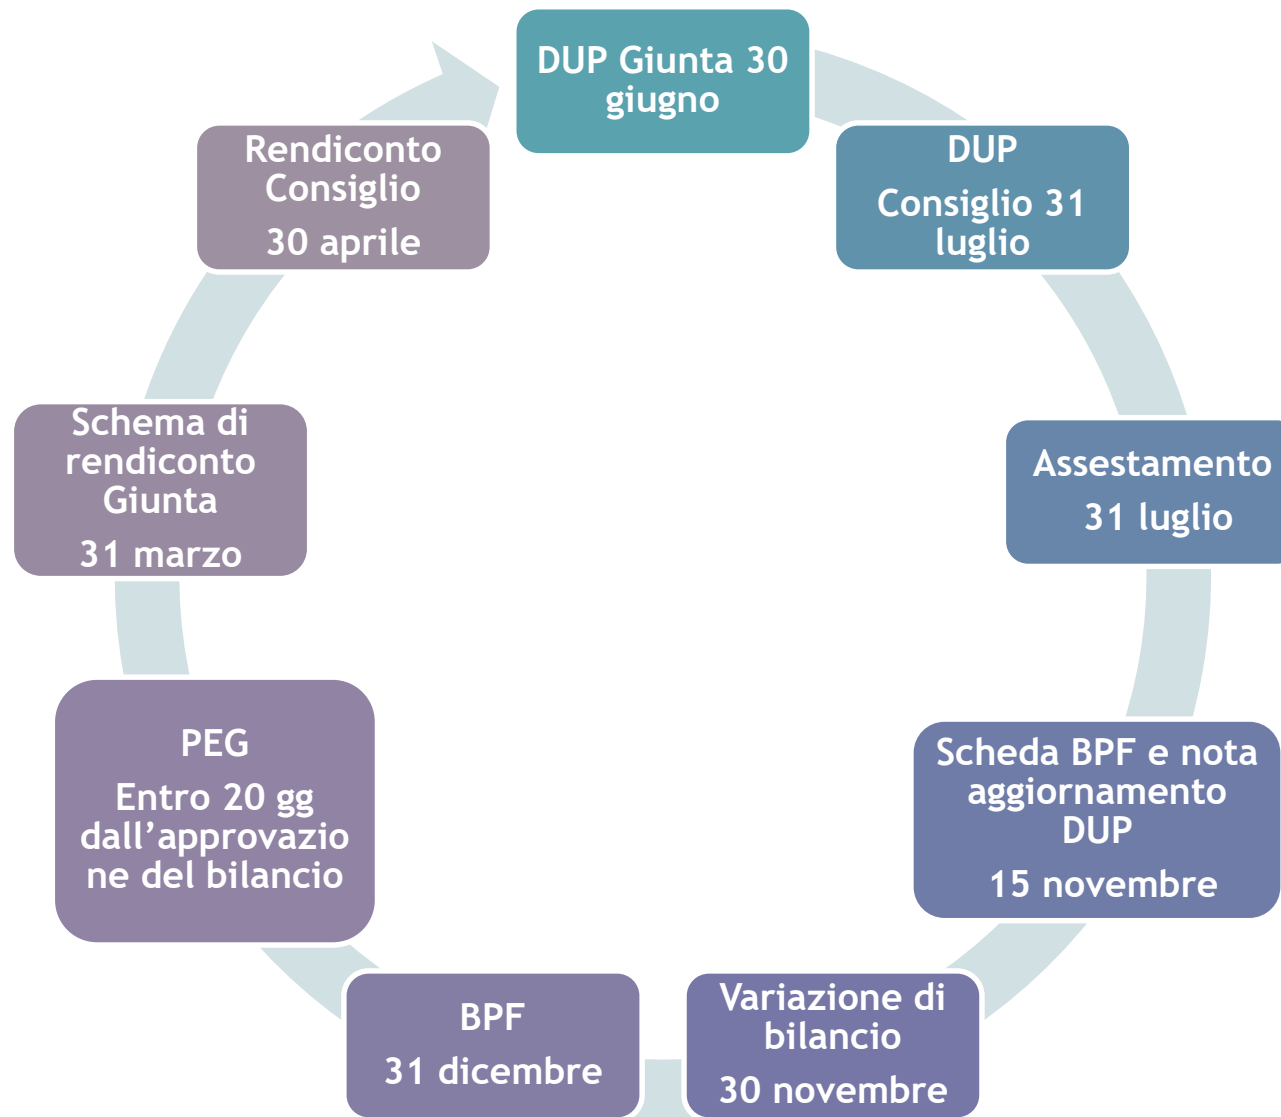 DUP Giunta 30
giugno
DUP
Consiglio 31
luglio
Assestamento
31 luglio
Scheda BPF e nota
aggiornamento
DUP
15 novembre
Variazione di
bilancio
30 novembre
BPF
31 dicembre
PEG
Entro 20 gg
dall’approvazio
ne del bilancio
Schema di
rendiconto
Giunta
31 marzo
Rendiconto
Consiglio
30 aprile